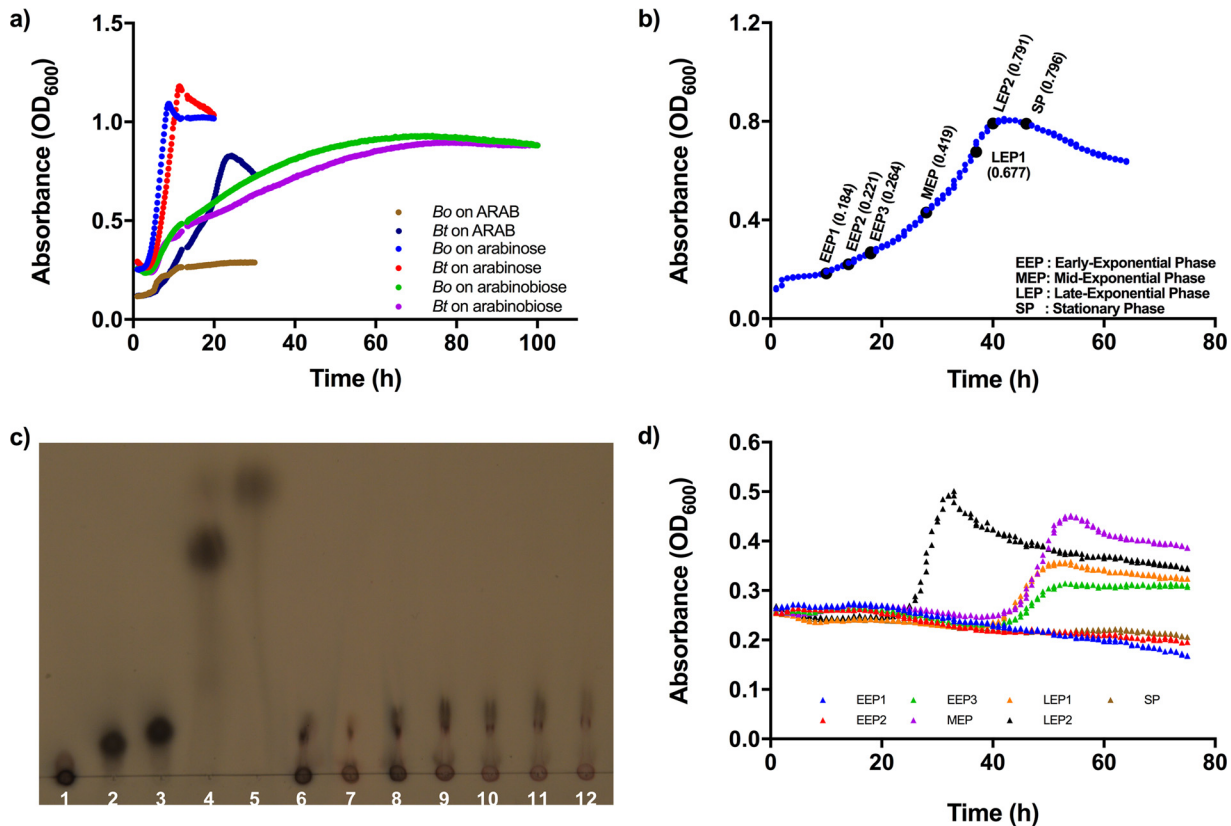 a)
Absorbance (OD600)
1.5
1.0
0.5
0.0
0
20
40
60
80
100
Time (h)
Bo on ARAB
Bt on ARAB
Bo on arabinose
Bt on arabinose
Bo on arabinobiose
Bt on arabinobiose
b)
Absorbance (OD600)
1.2
0.8
0.4
0.0
0
20
40
60
80
Time (h)
EEP1 (0.184)
EEP2 (0.221)
EEP3 (0.264)
MEP (0.419)
LEP1
(0.677)
LEP2 (0.791)
SP (0.796)
EEP : Early-Exponential Phase
MEP: Mid-Exponential Phase
LEP : Late-Exponential Phase
SP : Stationary Phase
c)
1 2 3 4 5 6 7 8 9 10 11 12
d)
Absorbance (OD600)
0.6
0.5
0.4
0.3
0.2
0.1
0.0
0
20
40
60
80
Time (h)
EEP1 EEP3 LEP1 SP
EEP2 MEP LEP2